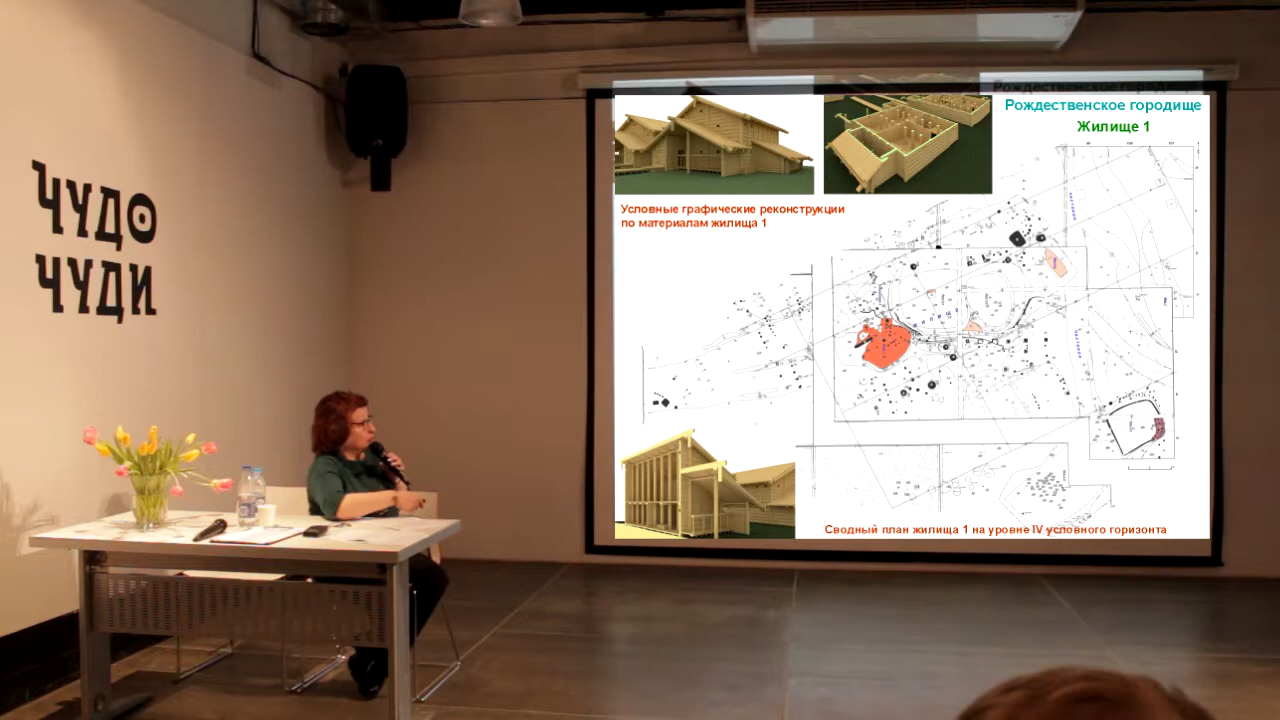 ЧУДО
ЧУДИ
Рождественское городище
Жилище 1
Условные графические реконструкции
по материалам жилища 1
Сводный план жилища 1 на уровне IV условного горизонта